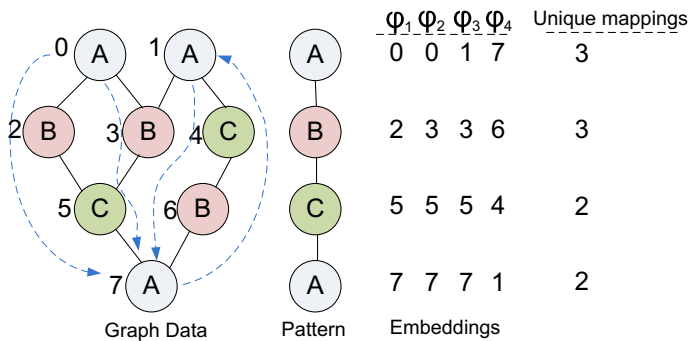 φ1 φ2 φ3 φ4 Unique mappings
0 A 1 A A 0 0 1 7 3
2 B 3 B 4 C B 2 3 3 6 3
5 C 6 B C 5 5 5 4 2
7 A A 7 7 7 1 2
Graph Data Pattern Embeddings